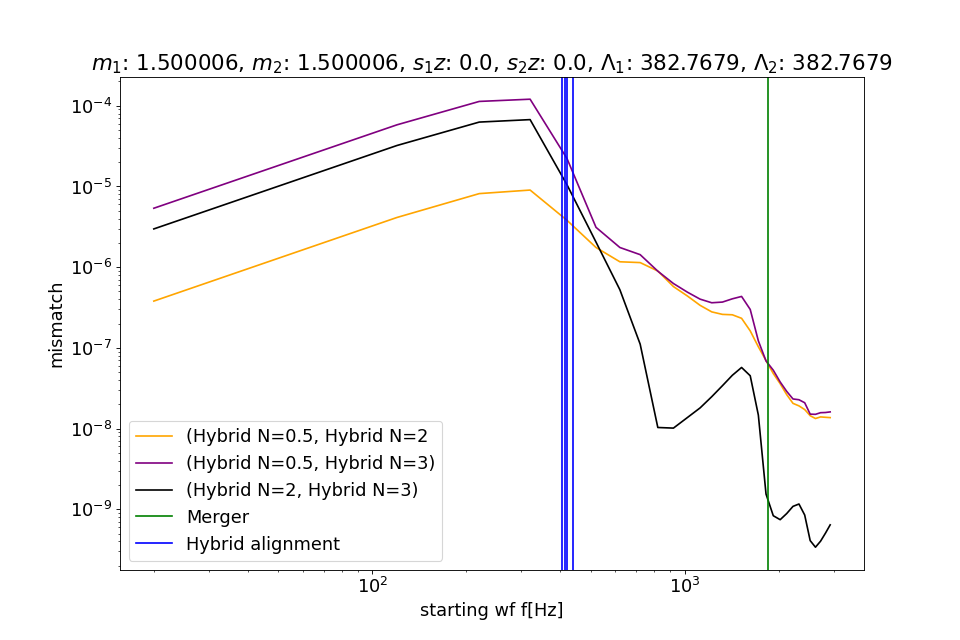 m₁: 1.500006, m₂: 1.500006, s₁z: 0.0, s₂z: 0.0, Λ₁: 382.7679, Λ₂: 382.7679
10⁻⁴
10⁻⁵
10⁻⁶
10⁻⁷
10⁻⁸
10⁻⁹
mismatch
(Hybrid N=0.5, Hybrid N=2
(Hybrid N=0.5, Hybrid N=3)
(Hybrid N=2, Hybrid N=3)
Merger
Hybrid alignment
10² 10³
starting wf f[Hz]